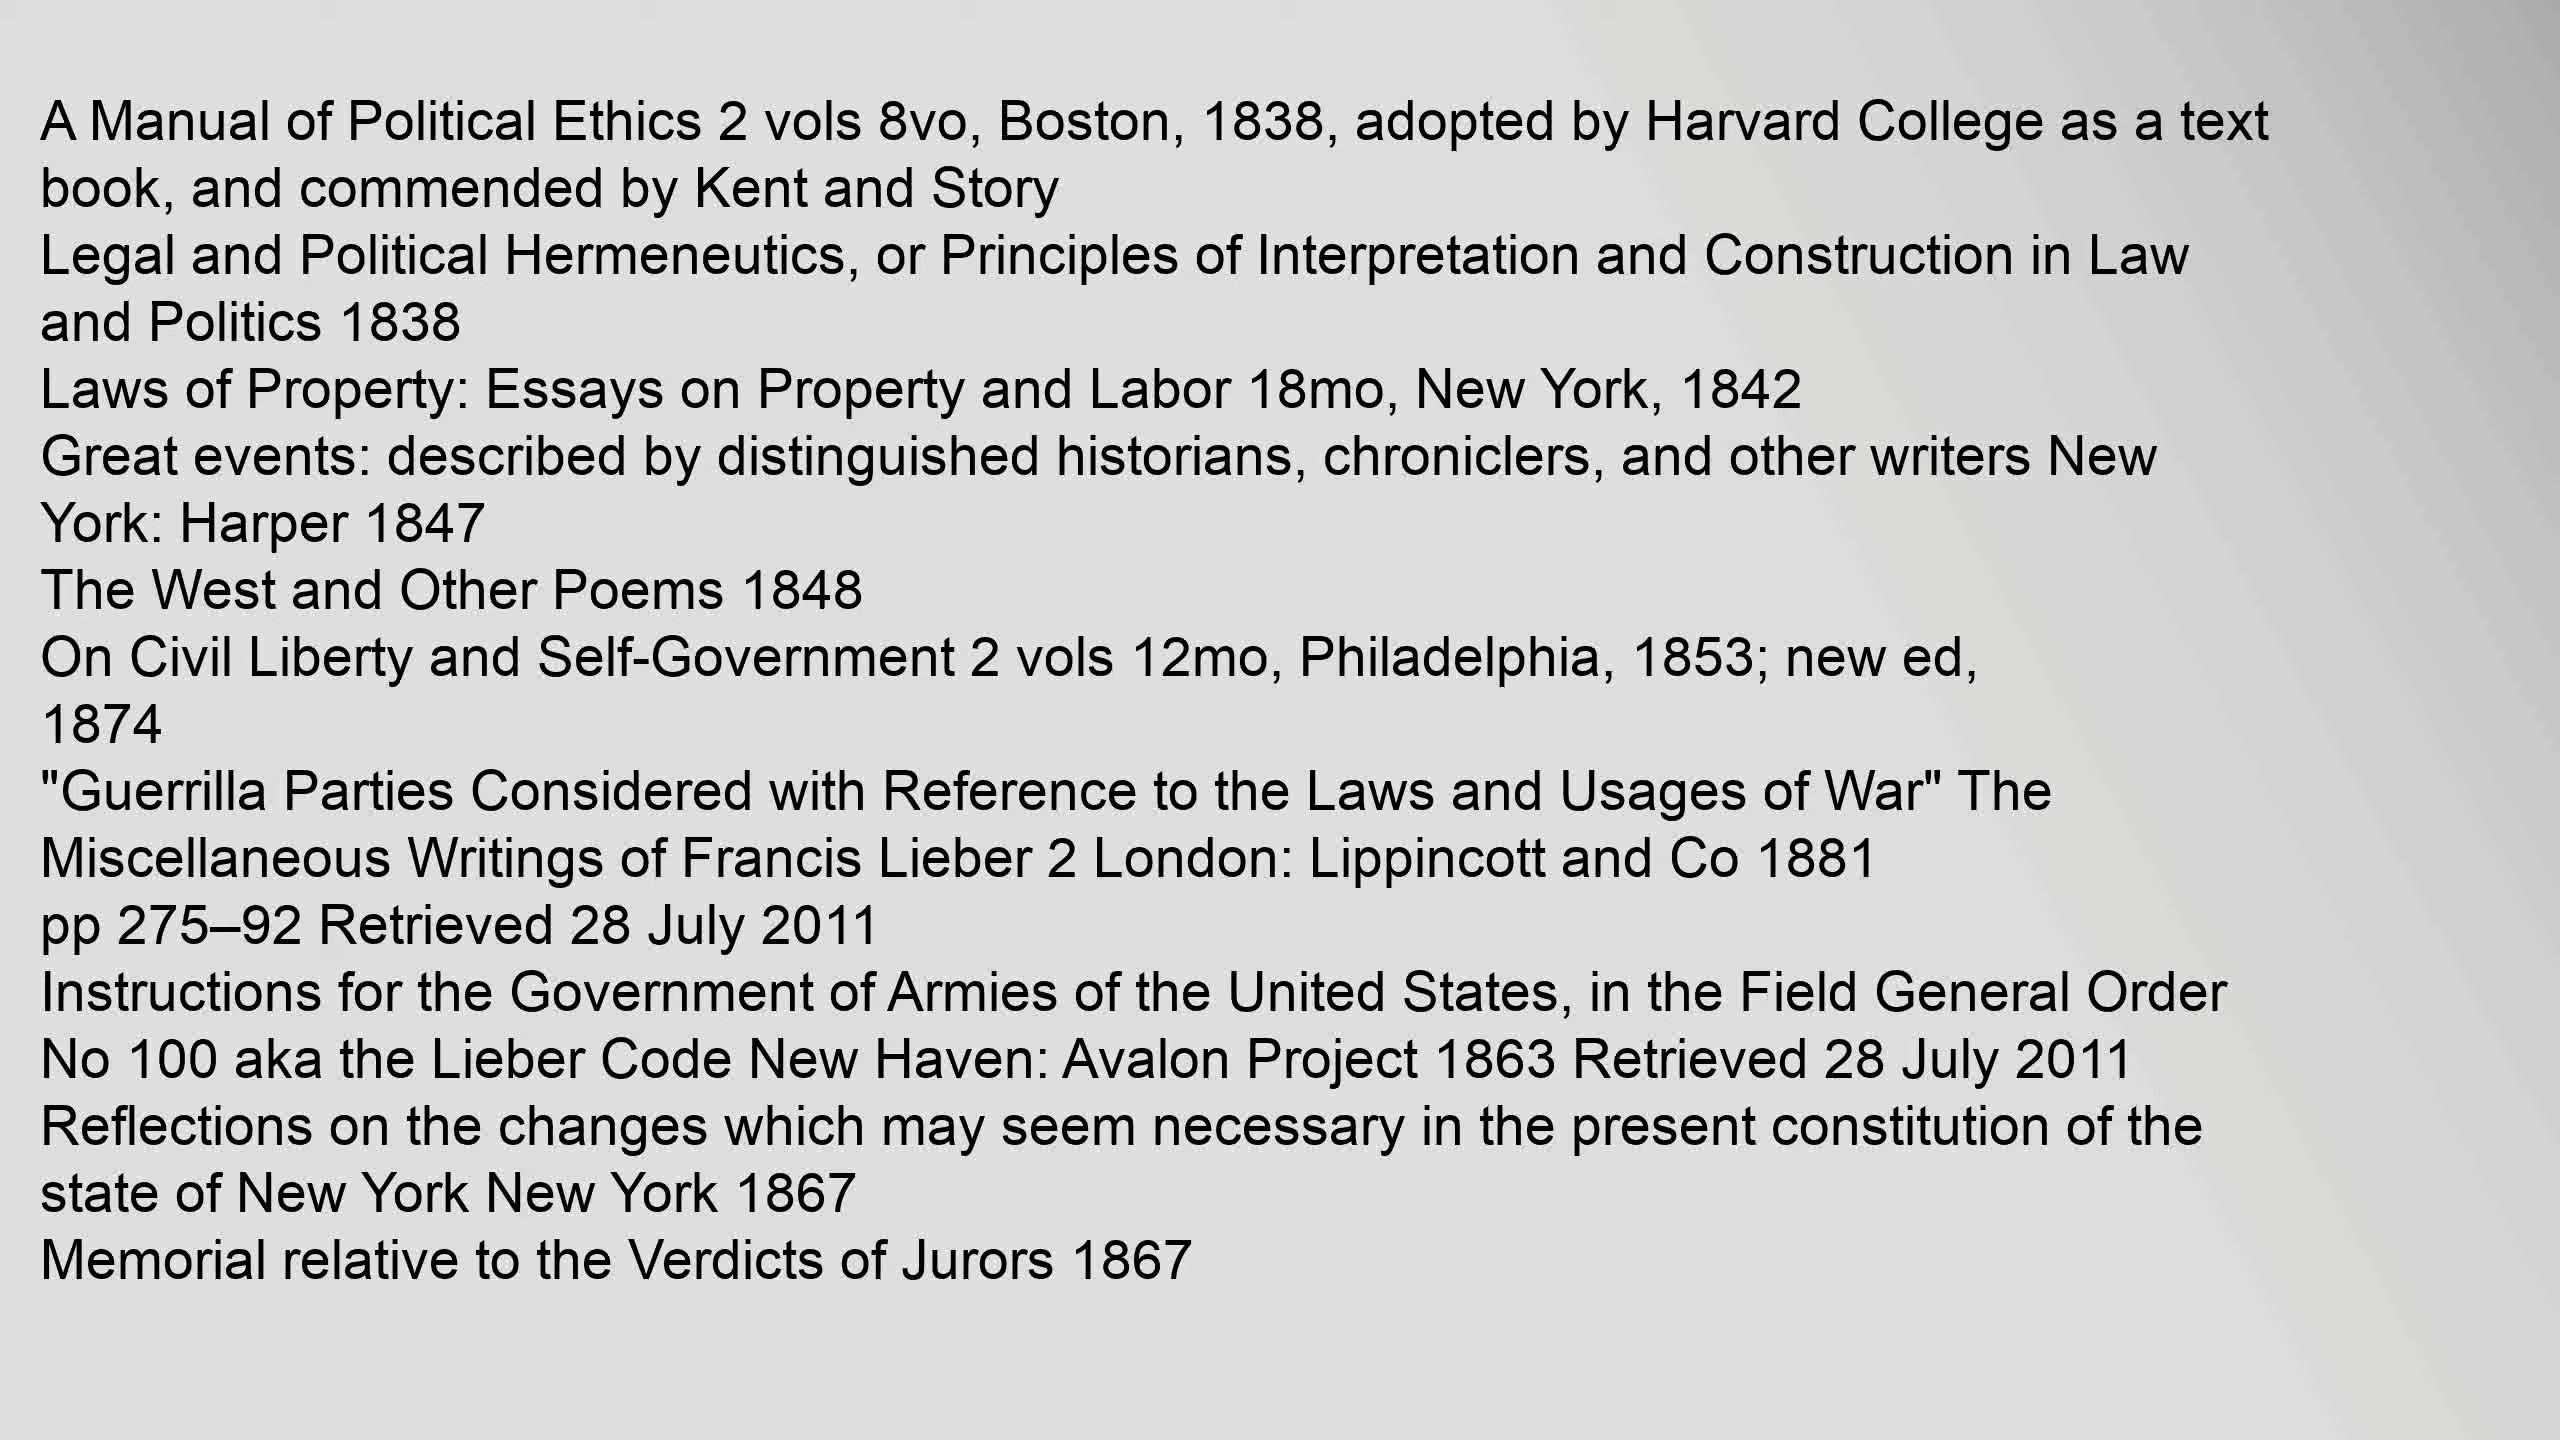 A Manual of Political Ethics 2 vols 8vo, Boston, 1838, adopted by Harvard College as a text
book, and commended by Kent and Story
Legal and Political Hermeneutics, or Principles of Interpretation and Construction in Law
and Politics 1838
Laws of Property: Essays on Property and Labor 18mo, New York, 1842
Great events: described by distinguished historians, chroniclers, and other writers New
York: Harper 1847
The West and Other Poems 1848
On Civil Liberty and Self-Government 2 vols 12mo, Philadelphia, 1853; new ed,
1874
"Guerrilla Parties Considered with Reference to the Laws and Usages of War" The
Miscellaneous Writings of Francis Lieber 2 London: Lippincott and Co 1881
pp 275–92 Retrieved 28 July 2011
Instructions for the Government of Armies of the United States, in the Field General Order
No 100 aka the Lieber Code New Haven: Avalon Project 1863 Retrieved 28 July 2011
Reflections on the changes which may seem necessary in the present constitution of the
state of New York New York 1867
Memorial relative to the Verdicts of Jurors 1867